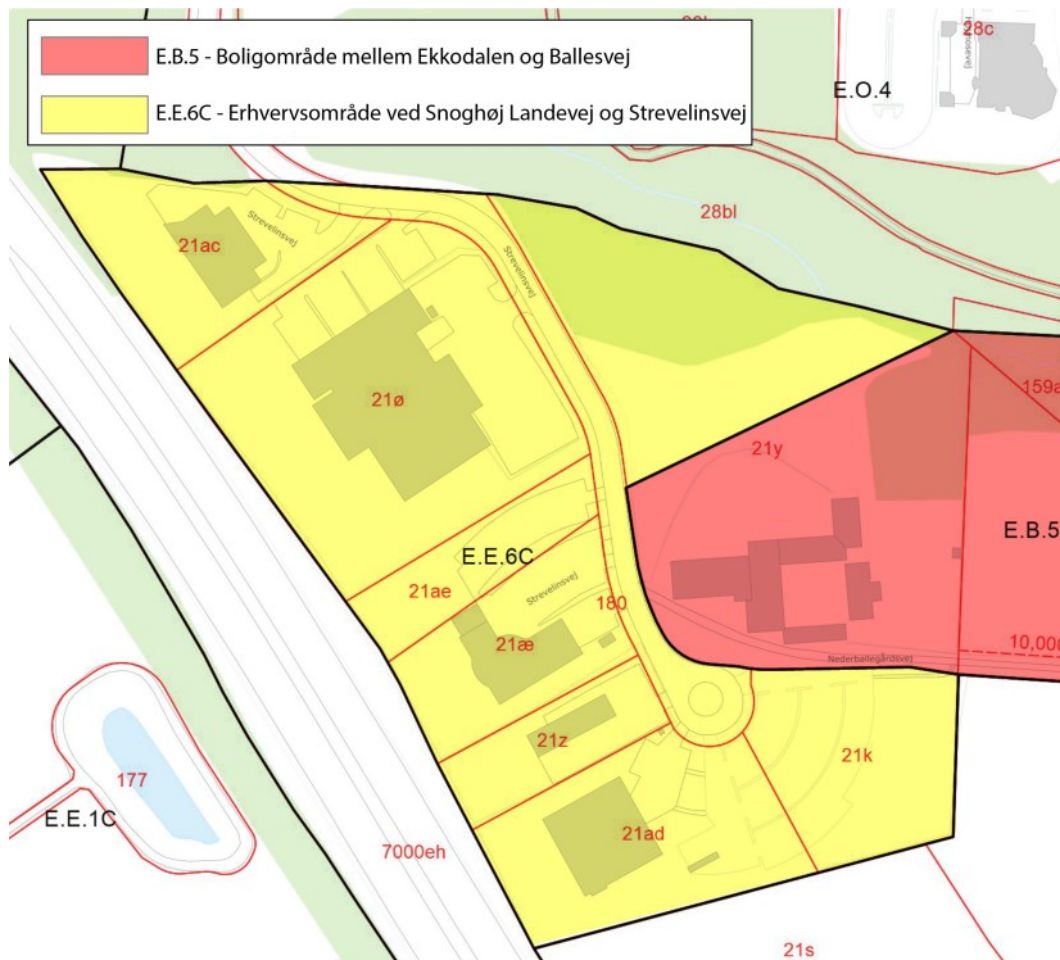 E.B.5 - Boligområde mellem Ekkodalen og Ballesvej
E.E.6C - Erhvervsområde ved Snoghøj Landevej og Strevelinsvej
28c
E.O.4
28bl
21ac
Strevelinsvej
Strevelinsvej
21ø
159a
21y
E.B.5
E.E.6C
21ae
Strevelinsvej
180
21æ
10,000
Nederballegårdsvej
21z
21k
177
E.E.1C
21ad
7000eh
21s